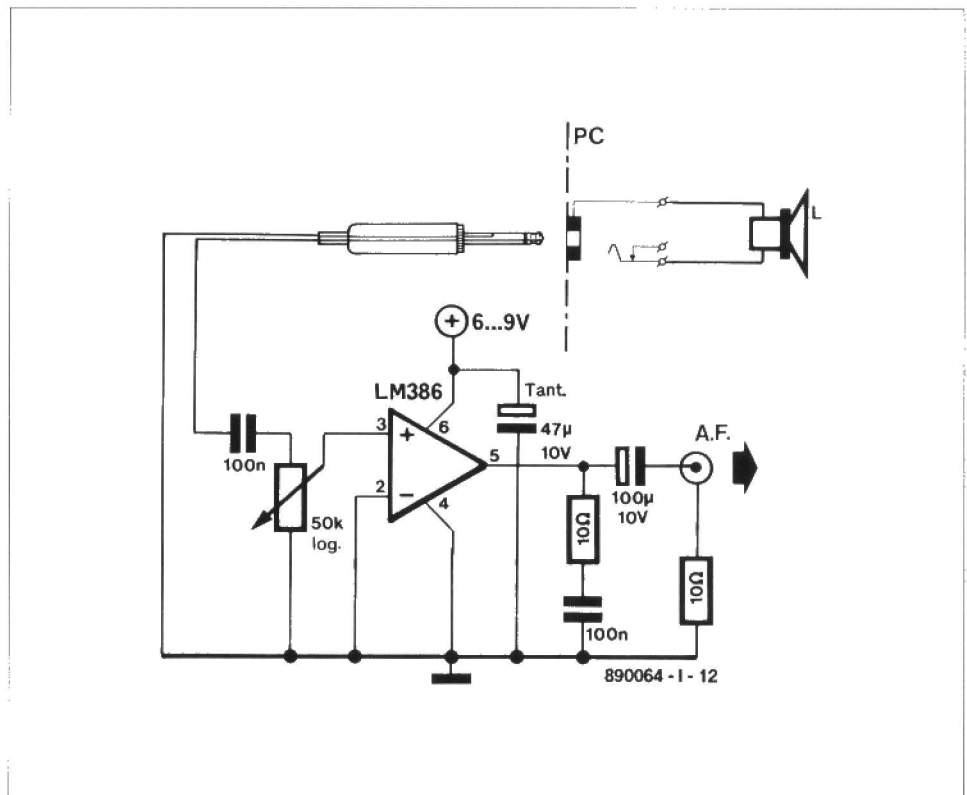 PC
L
+ 6...9V
LM386
Tant.
47µ
10V
3
+
6
5
A.F.
100n
2
−
4
50k
log.
100µ
10V
10Ω
10Ω
100n
890064 - I - 12